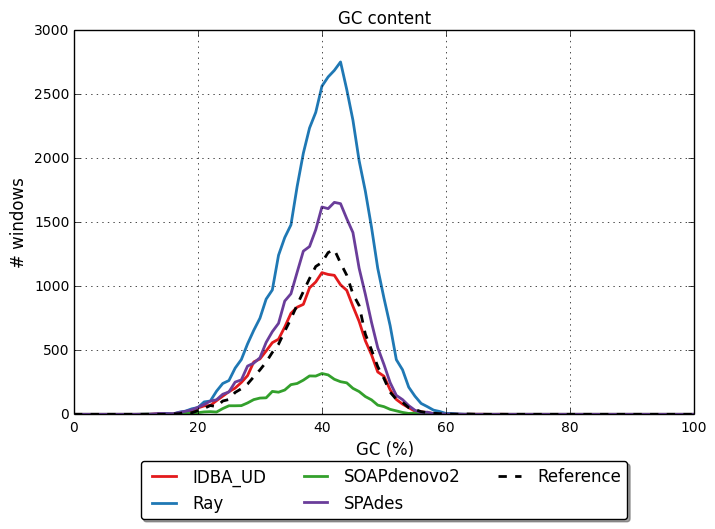 GC content
3000
2500
2000
1500
1000
500
0
# windows
0 20 40 60 80 100
GC (%)
IDBA_UD SOAPdenovo2 Reference
Ray SPAdes